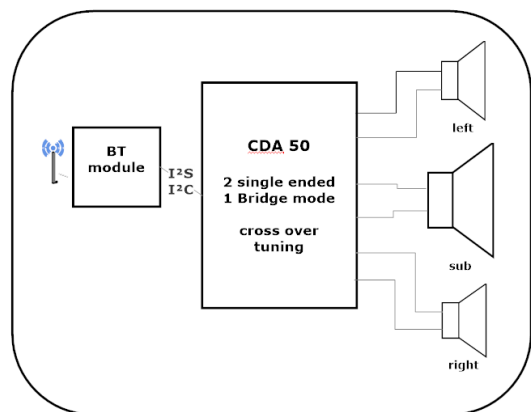 BT
module
I²S
I²C
CDA 50
2 single ended
1 Bridge mode
cross over
tuning
left
sub
right